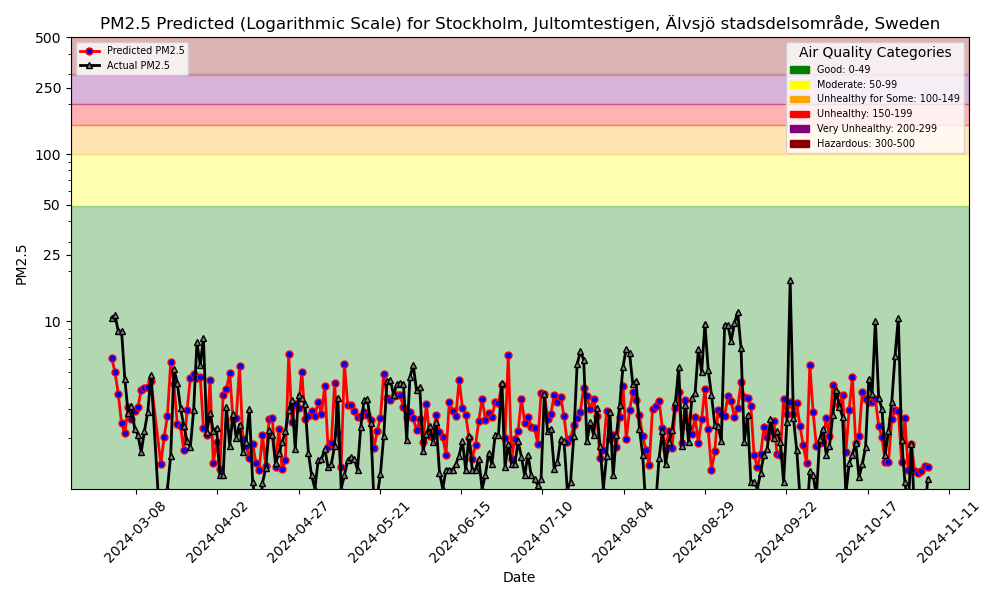 PM2.5 Predicted (Logarithmic Scale) for Stockholm, Jultomtestigen, Älvsjö stadsdelsområde, Sweden
Predicted PM2.5
Actual PM2.5
Air Quality Categories
Good: 0-49
Moderate: 50-99
Unhealthy for Some: 100-149
Unhealthy: 150-199
Very Unhealthy: 200-299
Hazardous: 300-500
500
250
100
50
25
10
PM2.5
2024-03-08
2024-04-02
2024-04-27
2024-05-21
2024-06-15
2024-07-10
2024-08-04
2024-08-29
2024-09-22
2024-10-17
2024-11-11
Date